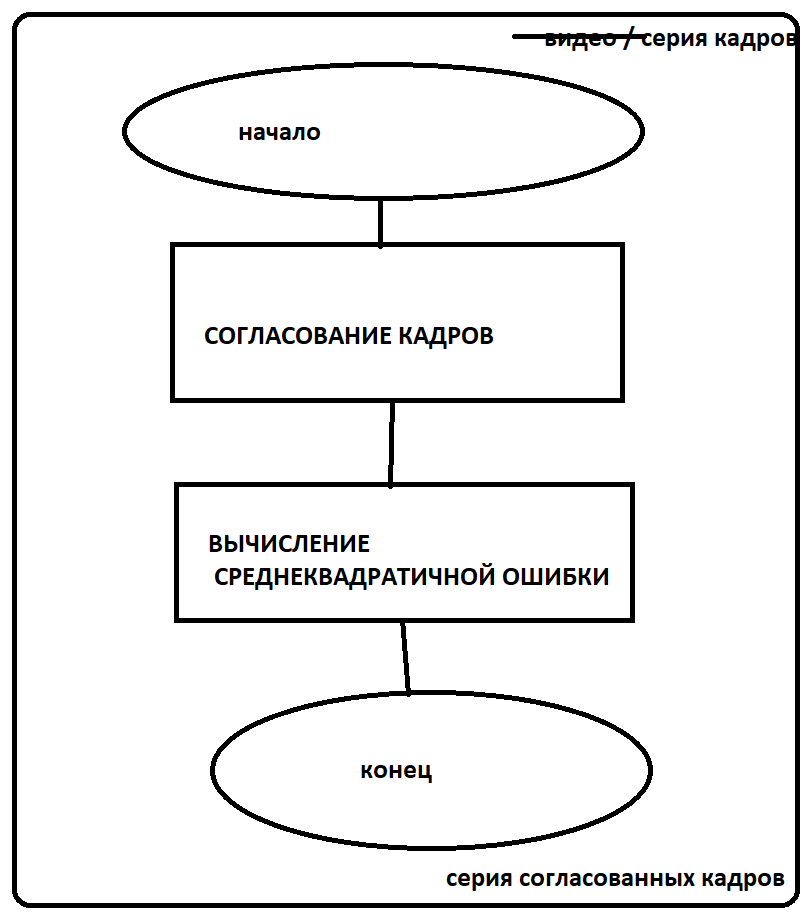 видео / серия кадров
начало
СОГЛАСОВАНИЕ КАДРОВ
ВЫЧИСЛЕНИЕ
СРЕДНЕКВАДРАТИЧНОЙ ОШИБКИ
конец
серия согласованных кадров